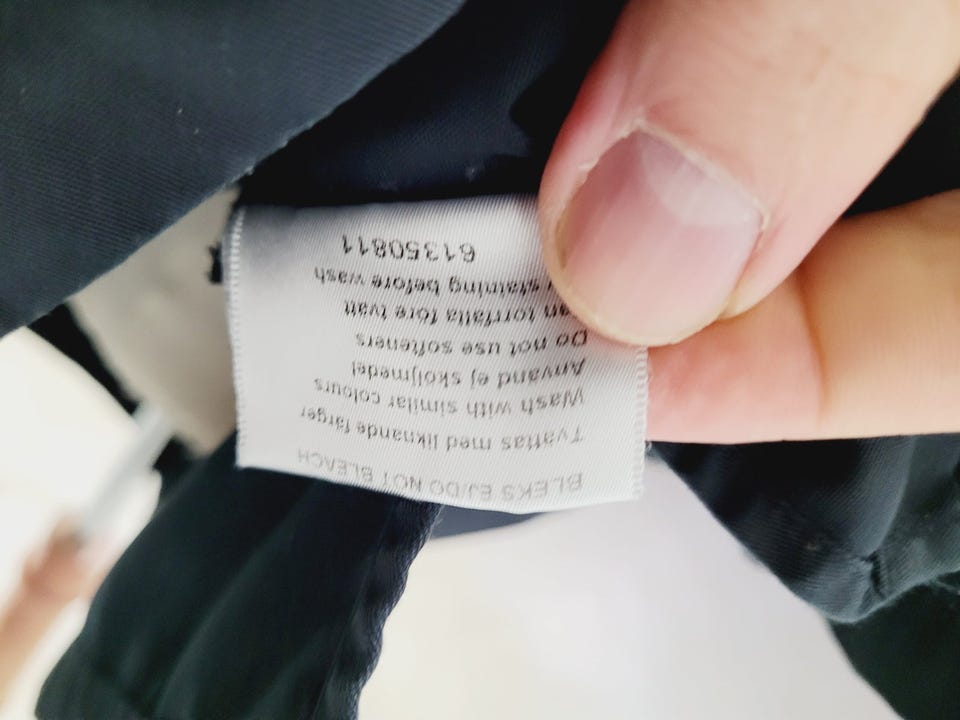 BLEKS EJ/DO NOT BLEACH
Tvättas med liknande färger
Wash with similar colours
Använd ej sköljmedel
Do not use softeners
torrfälla före tvätt
staining before wash
61350811